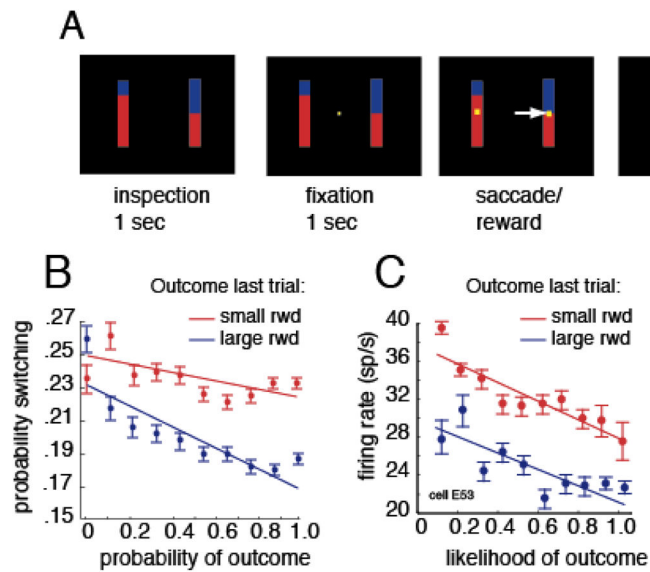 A
inspection
1 sec
fixation
1 sec
saccade/
reward
B
Outcome last trial:
small rwd
large rwd
probability switching
.27
.25
.23
.21
.19
.17
.15
0 0.2 0.4 0.6 0.8 1.0
probability of outcome
C
Outcome last trial:
small rwd
large rwd
firing rate (sp/s)
40
36
32
28
24
20
cell E53
0 0.2 0.4 0.6 0.8 1.0
likelihood of outcome